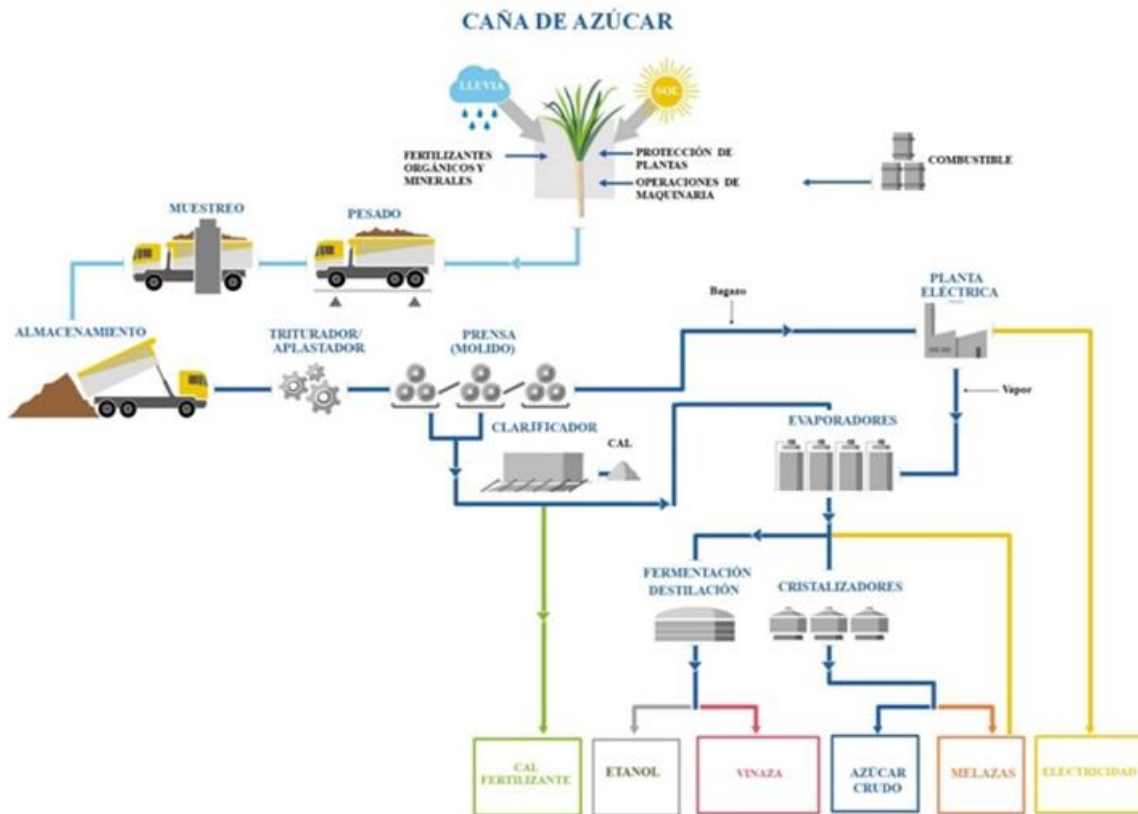 CAÑA DE AZÚCAR
LLUVIA
SOL
FERTILIZANTES
ORGÁNICOS Y
MINERALES
PROTECCIÓN DE
PLANTAS
OPERACIONES DE
MAQUINARIA
COMBUSTIBLE
MUESTREO
PESADO
ALMACENAMIENTO
TRITURADOR/
APLASTADOR
PRENSA
(MOLIDO)
Bagazo
PLANTA
ELÉCTRICA
Vapor
CLARIFICADOR
CAL
EVAPORADORES
FERMENTACIÓN
DESTILACIÓN
CRISTALIZADORES
CAL
FERTILIZANTE
ETANOL
VINAZA
AZÚCAR
CRUDO
MELAZAS
ELECTRICIDAD